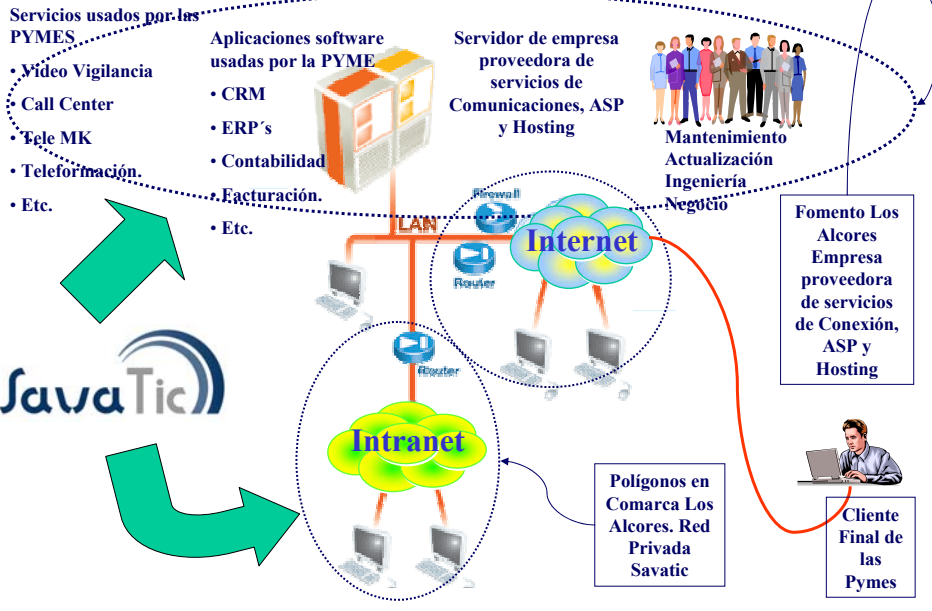 Servicios usados por las
PYMES
• Video Vigilancia
• Call Center
• Tele MK
• Teleformación.
• Etc.
Aplicaciones software
usadas por la PYME
• CRM
• ERP´s
• Contabilidad
• Facturación.
• Etc.
Servidor de empresa
proveedora de
servicios de
Comunicaciones, ASP
y Hosting
Mantenimiento
Actualización
Ingeniería
Negocio
Firewall
LAN
Internet
Router
Router
Intranet
SavaTic
Fomento Los
Alcores
Empresa
proveedora
de servicios
de Conexión,
ASP y
Hosting
Polígonos en
Comarca Los
Alcores. Red
Privada
Savatic
Cliente
Final de
las
Pymes